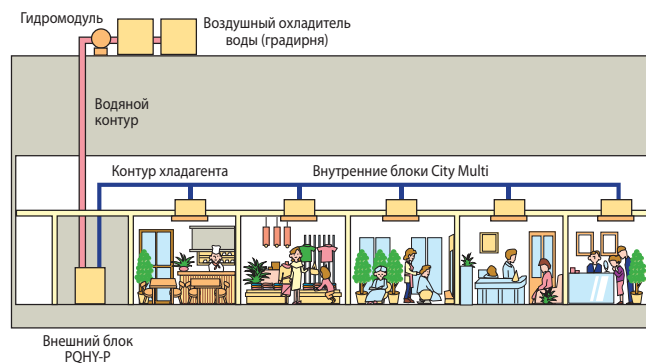 Гидромодуль
Воздушный охладитель
воды (градирня)
Водяной
контур
Контур хладагента
Внутренние блоки City Multi
Внешний блок
PQHY-P